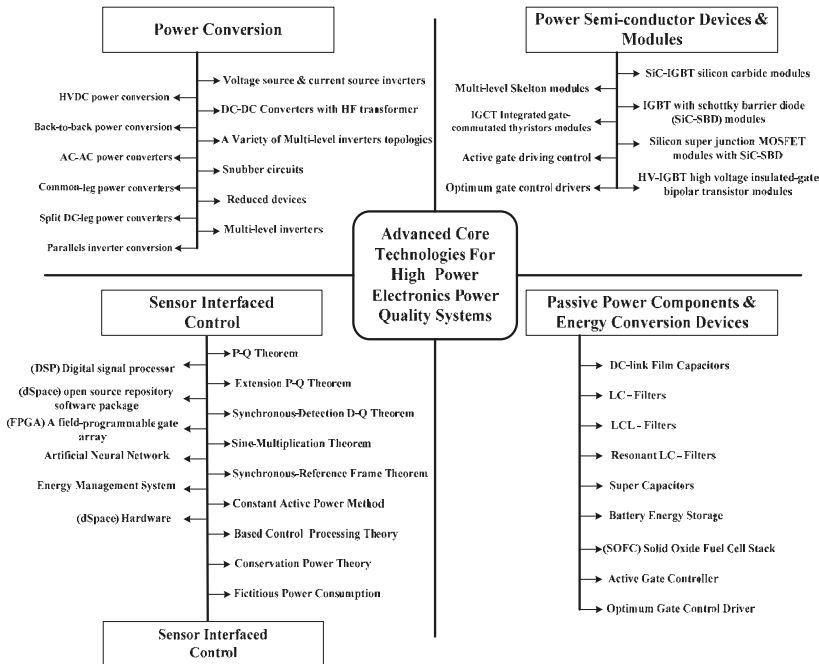 Power Conversion
Voltage source & current source inverters
HVDC power conversion
DC-DC Converters with HF transformer
Back-to-back power conversion
A Variety of Multi-level inverters topologies
AC-AC power converters
Snubber circuits
Common-leg power converters
Reduced devices
Split DC-leg power converters
Multi-level inverters
Parallels inverter conversion
Power Semi-conductor Devices &
Modules
SiC-IGBT silicon carbide modules
Multi-level Skelton modules
IGBT with schottky barrier diode
(SiC-SBD) modules
IGCT Integrated gate-
commutated thyristors modules
Silicon super junction MOSFET
modules with SiC-SBD
Active gate driving control
HV-IGBT high voltage insulated-gate
bipolar transistor modules
Optimum gate control drivers
Advanced Core
Technologies For
High Power
Electronics Power
Quality Systems
Sensor Interfaced
Control
P-Q Theorem
(DSP) Digital signal processor
Extension P-Q Theorem
(dSpace) open source repository
software package
Synchronous-Detection D-Q Theorem
(FPGA) A field-programmable gate
array
Sine-Multiplication Theorem
Artificial Neural Network
Synchronous-Reference Frame Theorem
Energy Management System
Constant Active Power Method
(dSpace) Hardware
Based Control Processing Theory
Conservation Power Theory
Fictitious Power Consumption
Sensor Interfaced
Control
Passive Power Components &
Energy Conversion Devices
DC-link Film Capacitors
LC-Filters
LCL-Filters
Resonant LC-Filters
Super Capacitors
Battery Energy Storage
(SOFC) Solid Oxide Fuel Cell Stack
Active Gate Controller
Optimum Gate Control Driver